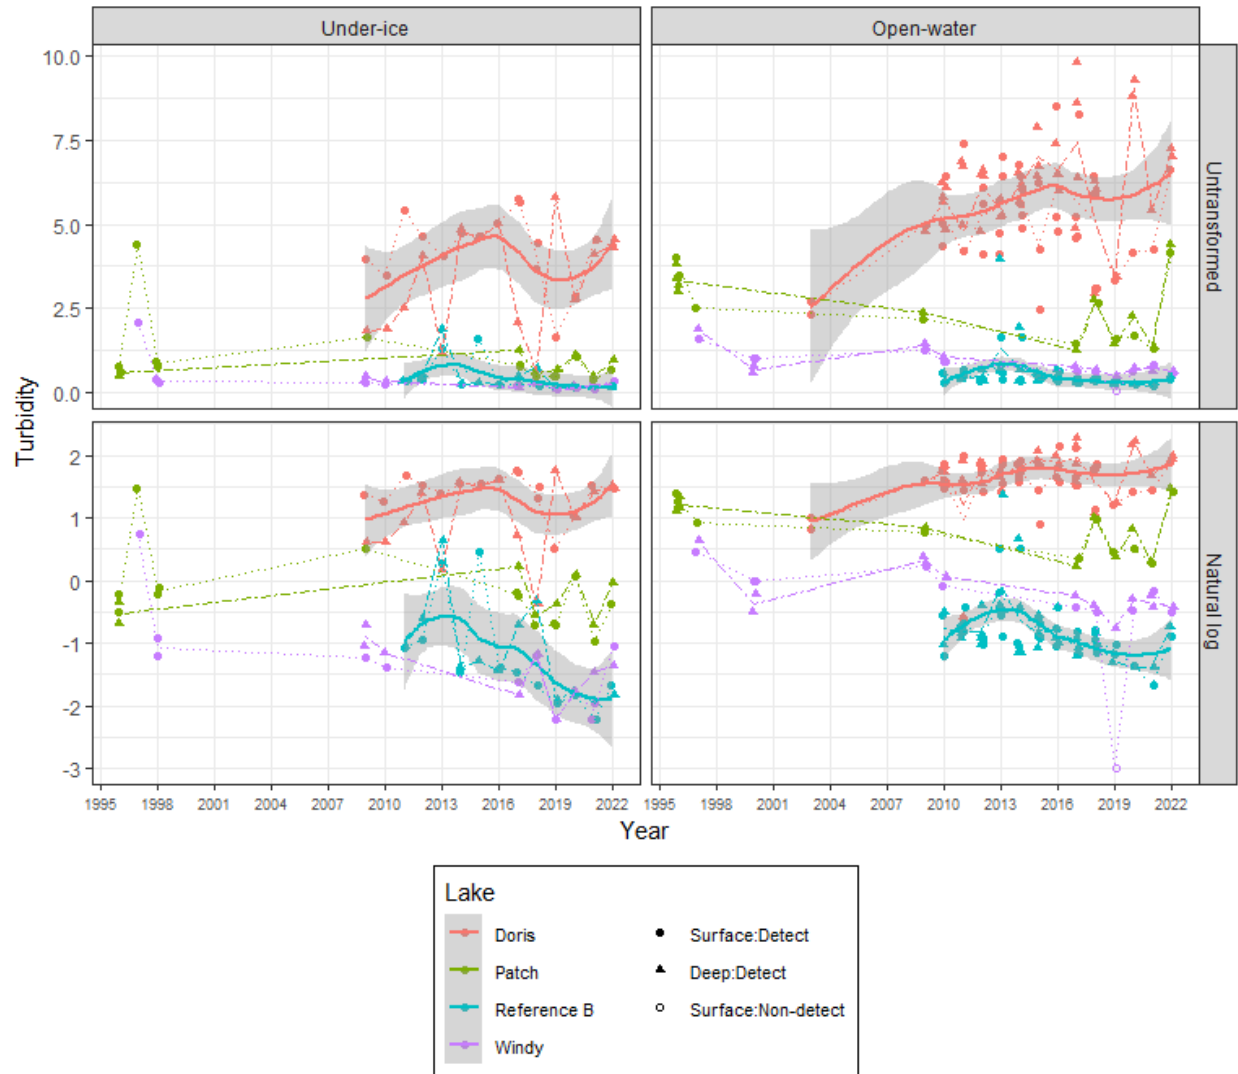 Under-ice
Open-water
10.0
7.5
5.0
2.5
0.0
Untransformed
2
1
0
-1
-2
-3
Natural log
Turbidity
1995 1998 2001 2004 2007 2010 2013 2016 2019 2022
1995 1998 2001 2004 2007 2010 2013 2016 2019 2022
Year
Lake
Doris
Patch
Reference B
Windy
Surface:Detect
Deep:Detect
Surface:Non-detect